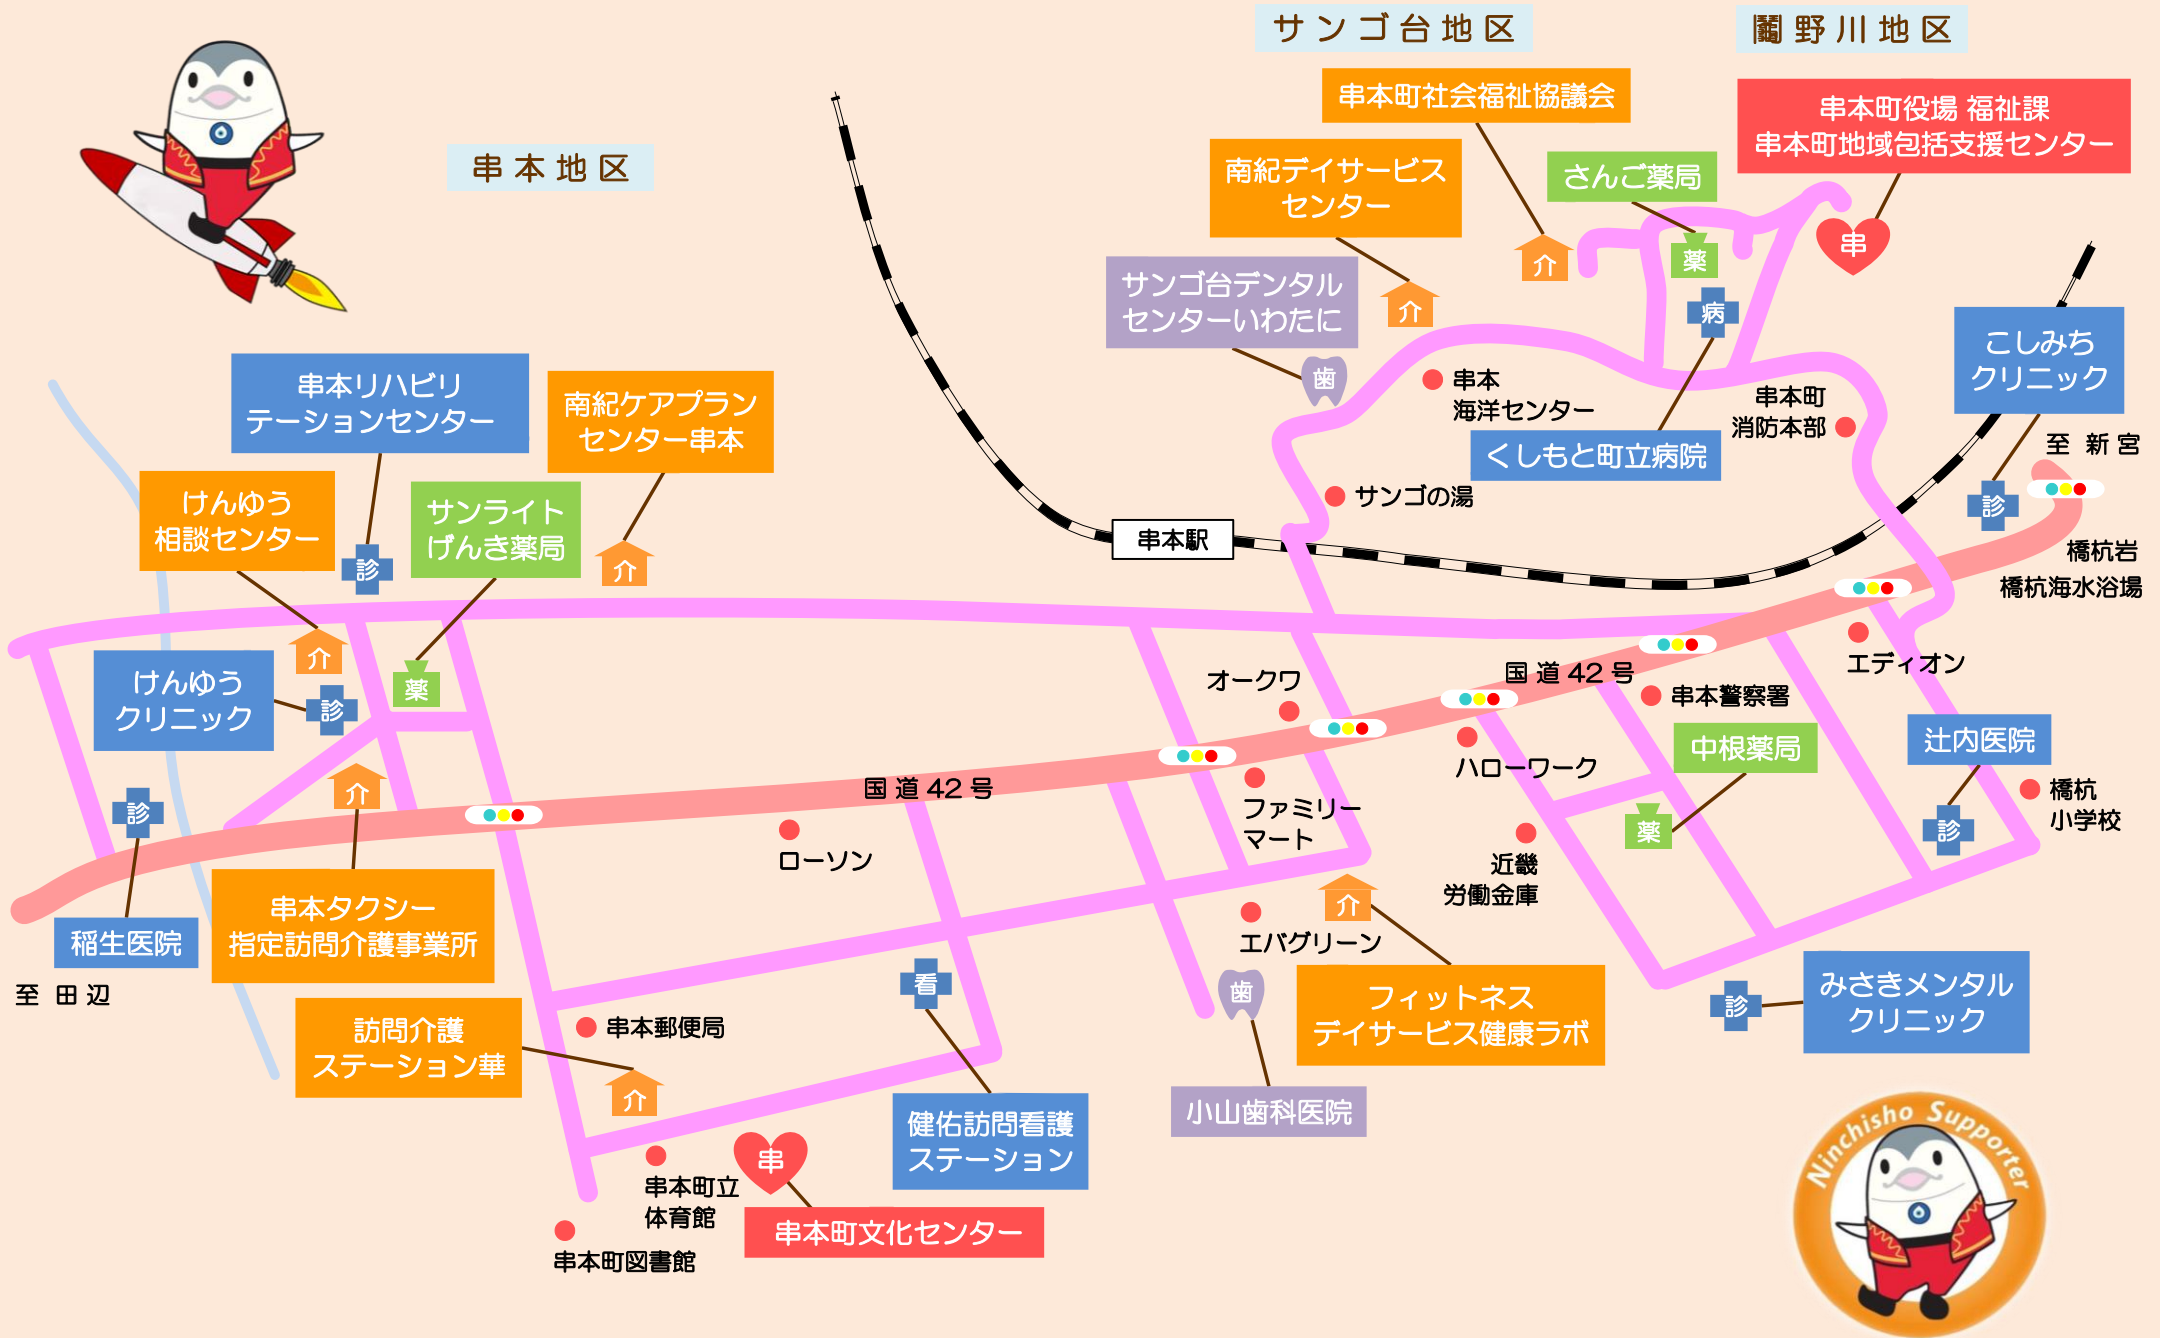 サンゴ台地区
鬮野川地区
串本地区
串本町社会福祉協議会
串本町役場 福祉課
串本町地域包括支援センター
南紀デイサービス
センター
さんご薬局
サンゴ台デンタル
センターいわたに
串
介
薬
介
病
歯
こしみち
クリニック
串本
海洋センター
串本町
消防本部
くしもと町立病院
至 新宮
診
サンゴの湯
串本駅
橋杭岩
橋杭海水浴場
串本リハビリ
テーションセンター
南紀ケアプラン
センター串本
けんゆう
相談センター
サンライト
げんき薬局
診
介
介
けんゆう
クリニック
診
薬
オークワ
国道42号
串本警察署
エディオン
中根薬局
辻内医院
ハローワーク
国道42号
ファミリー
マート
ローソン
橋杭
小学校
診
介
診
薬
近畿
労働金庫
稲生医院
串本タクシー
指定訪問介護事業所
介
エバグリーン
至 田辺
看
歯
フィットネス
デイサービス健康ラボ
診
みさきメンタル
クリニック
訪問介護
ステーション華
串本郵便局
介
健佑訪問看護
ステーション
小山歯科医院
串
串本町立
体育館
串本町文化センター
串本町図書館
Ninchisho Supporter